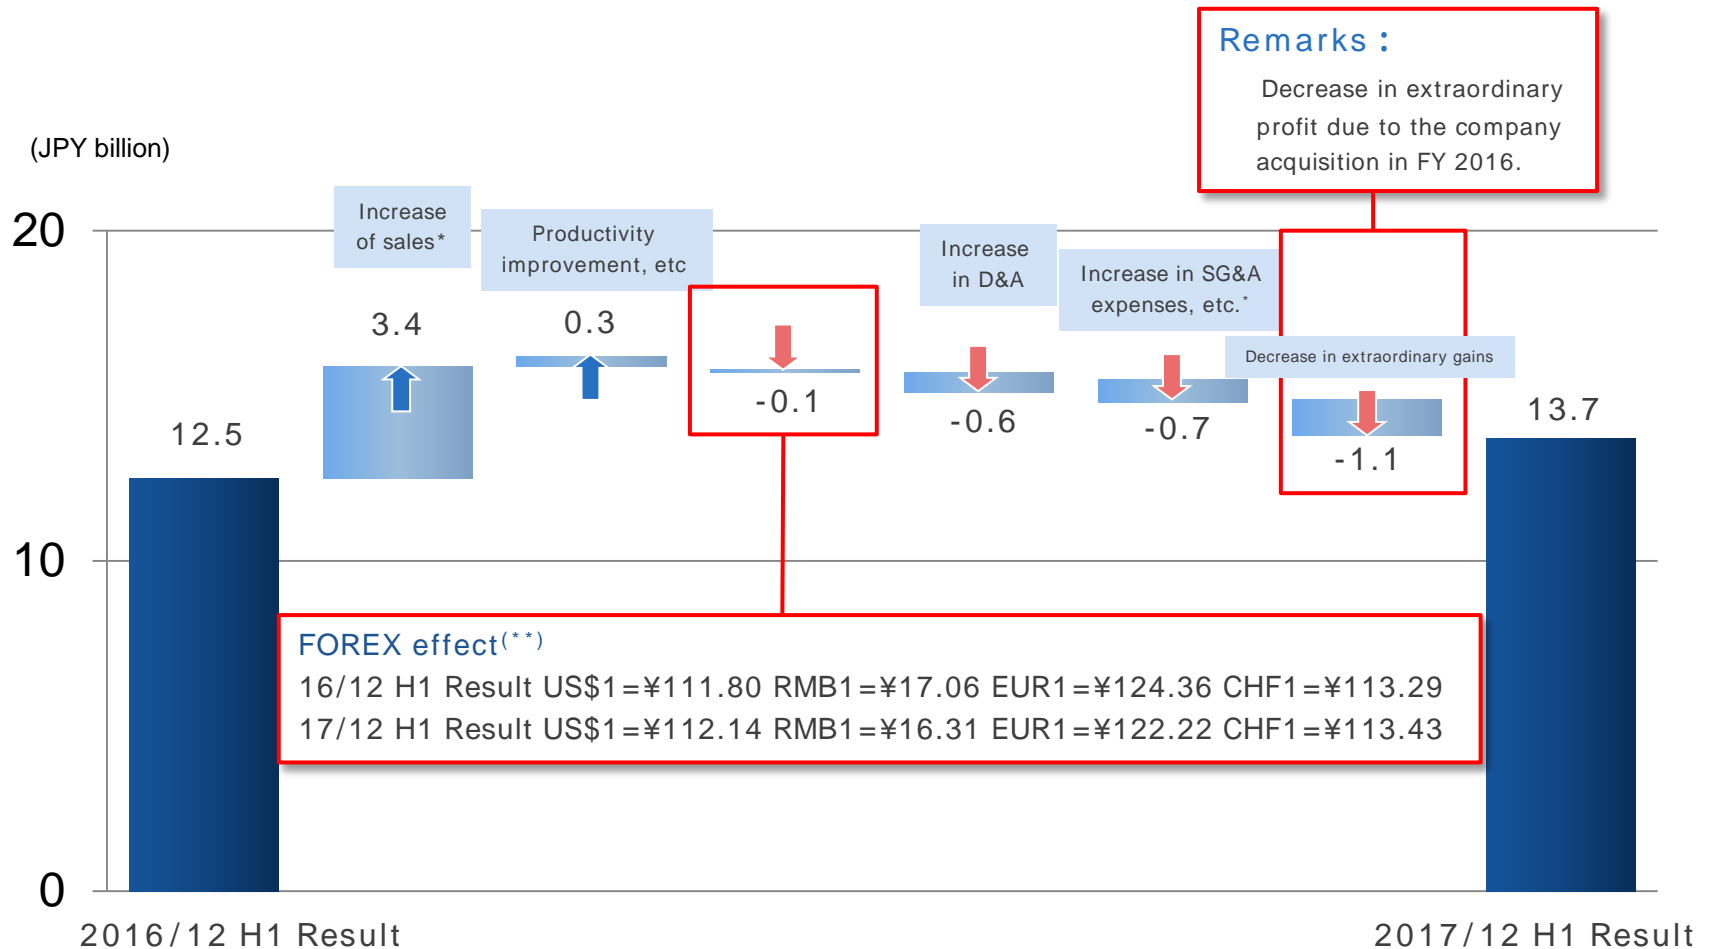 Remarks：
Decrease in extraordinary
profit due to the company
acquisition in FY 2016.
(JPY billion)
20
10
0
Increase
of sales*
3.4
Productivity
improvement, etc
0.3
-0.1
Increase
in D&A
-0.6
Increase in SG&A
expenses, etc.*
-0.7
Decrease in extraordinary gains
-1.1
12.5
13.7
FOREX effect(**)
16/12 H1 Result US$1=¥111.80 RMB1=¥17.06 EUR1=¥124.36 CHF1=¥113.29
17/12 H1 Result US$1=¥112.14 RMB1=¥16.31 EUR1=¥122.22 CHF1=¥113.43
2016/12 H1 Result
2017/12 H1 Result